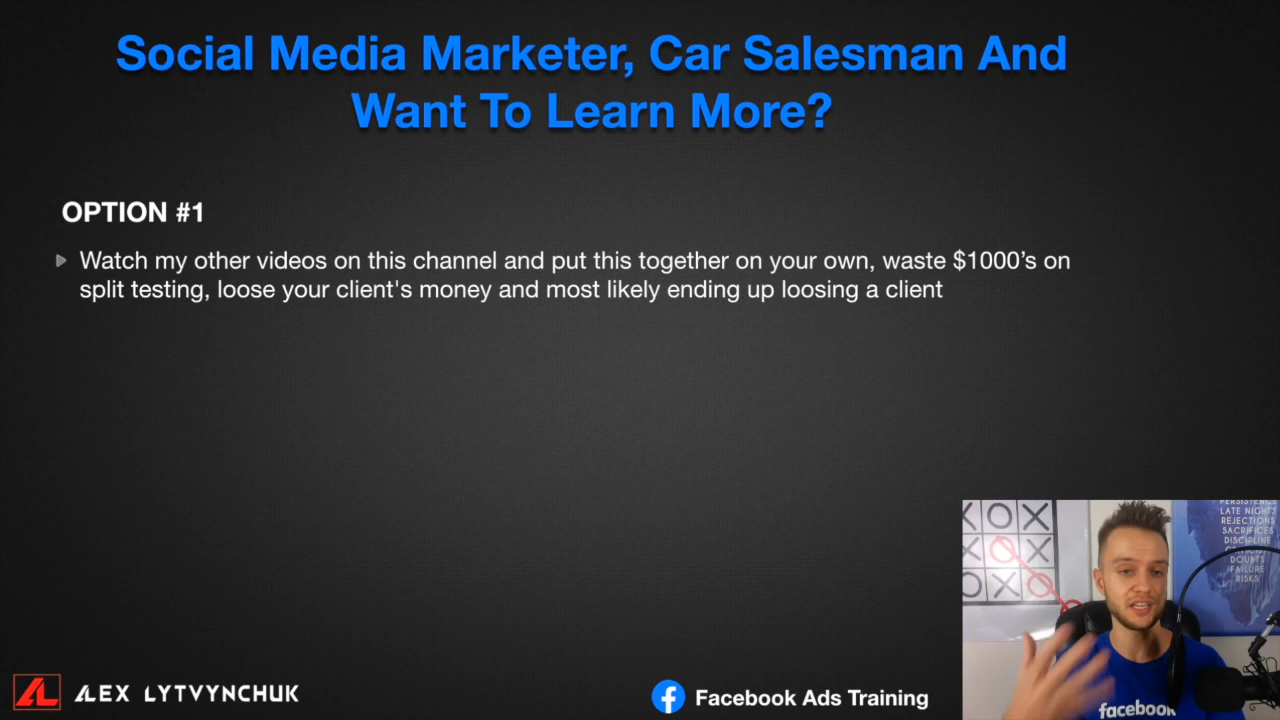 Social Media Marketer, Car Salesman And
Want To Learn More?
OPTION #1
Watch my other videos on this channel and put this together on your own, waste $1000’s on
split testing, loose your client's money and most likely ending up loosing a client
X O X
X O X
O X O
PERSISTENCE
LATE NIGHTS
REJECTIONS
SACRIFICES
DISCIPLINE
DOUBTS
FAILURE
RISKS
facebook
AL ALEX LYTVYNCHUK
f Facebook Ads Training